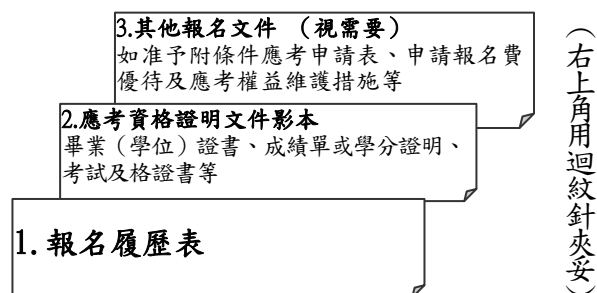 3.其他報名文件 （視需要）
如准予附條件應考申請表、申請報名費
優待及應考權益維護措施等
2.應考資格證明文件影本
畢業（學位）證書、成績單或學分證明、
考試及格證書等
1.報名履歷表
（右上角用迴紋針夾妥）